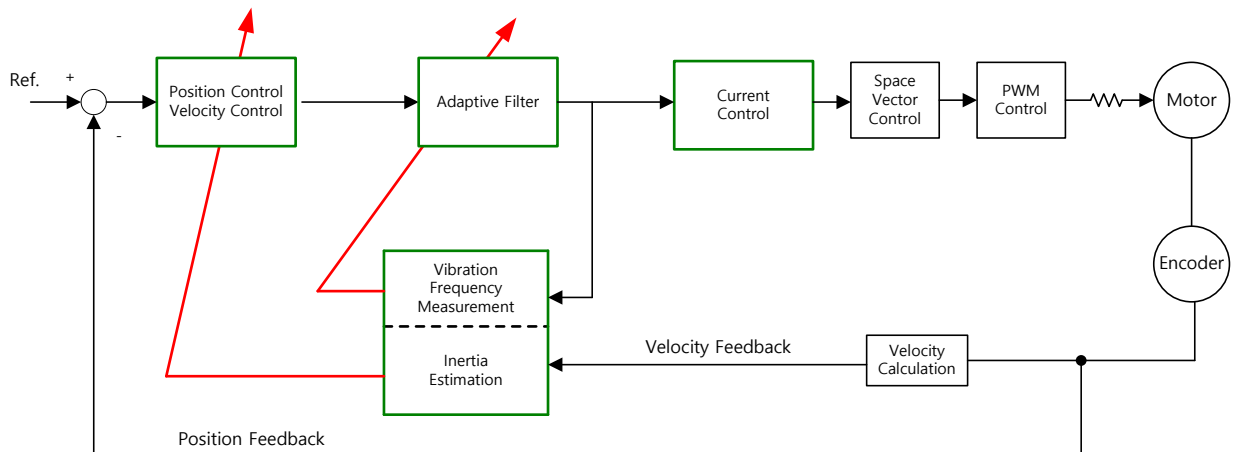 Ref.
+
-
Position Control
Velocity Control
Adaptive Filter
Current
Control
Space
Vector
Control
PWM
Control
Motor
Encoder
Vibration
Frequency
Measurement
Inertia
Estimation
Velocity Feedback
Velocity
Calculation
Position Feedback